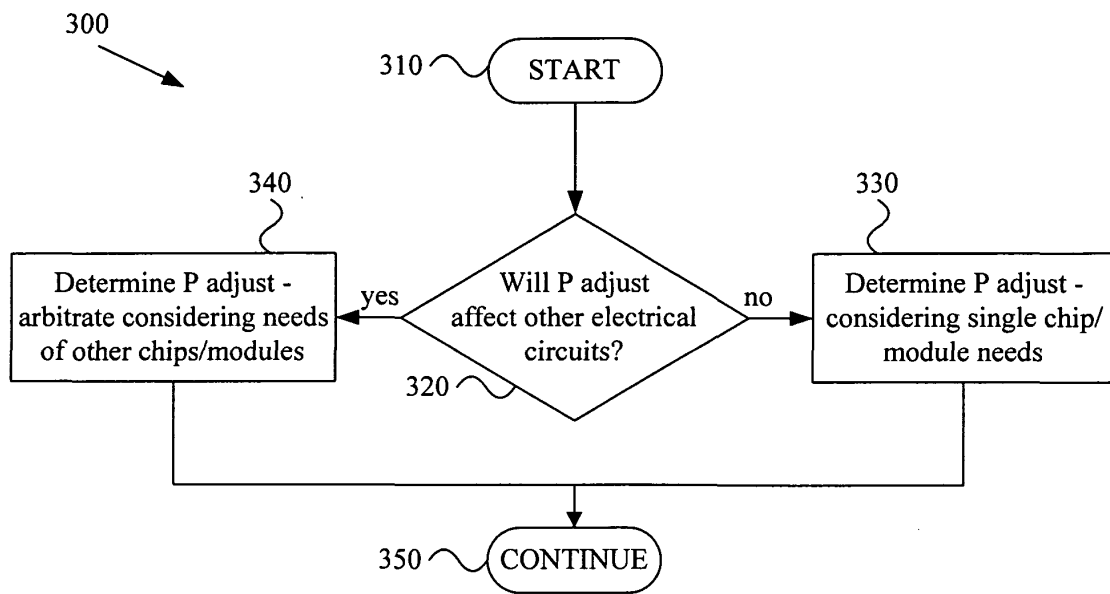 300
310
START
340
330
Determine P adjust -
arbitrate considering needs
of other chips/modules
yes
Will P adjust
affect other electrical
circuits?
no
Determine P adjust -
considering single chip/
module needs
320
350
CONTINUE